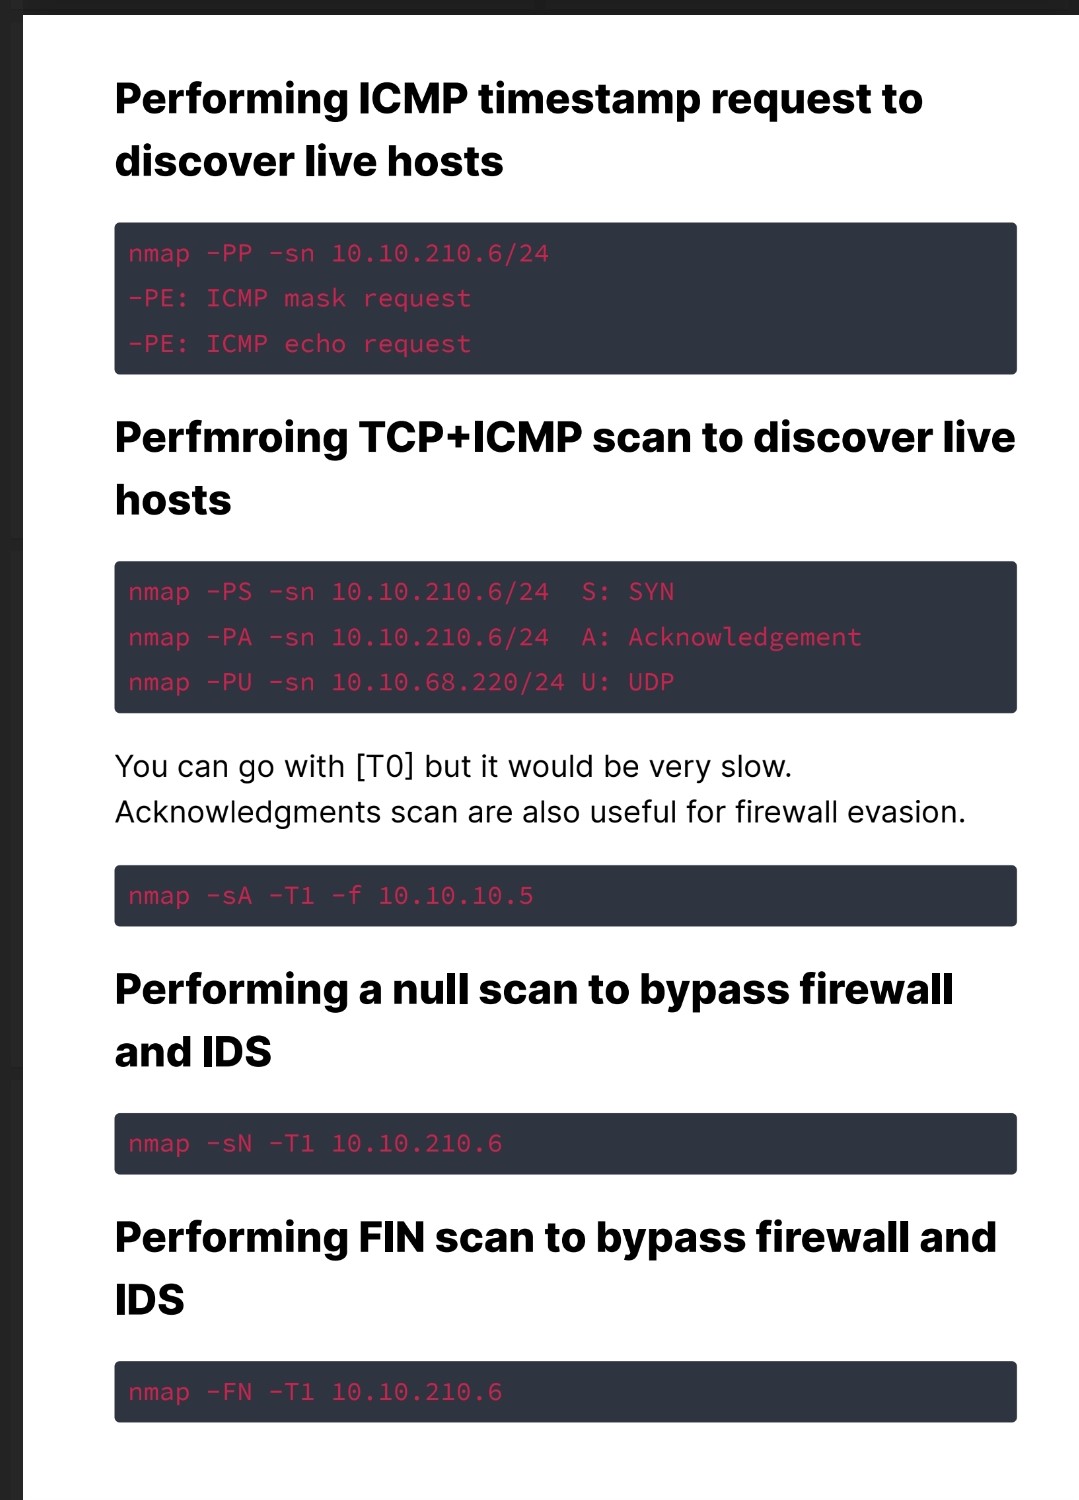 Performing ICMP timestamp request to
discover live hosts
nmap -PP -sn 10.10.210.6/24
-PE: ICMP mask request
-PE: ICMP echo request
Perfmroing TCP+ICMP scan to discover live
hosts
nmap -PS -sn 10.10.210.6/24  S: SYN
nmap -PA -sn 10.10.210.6/24  A: Acknowledgement
nmap -PU -sn 10.10.68.220/24 U: UDP
You can go with [T0] but it would be very slow.
Acknowledgments scan are also useful for firewall evasion.
nmap -sA -T1 -f 10.10.10.5
Performing a null scan to bypass firewall
and IDS
nmap -sN -T1 10.10.210.6
Performing FIN scan to bypass firewall and
IDS
nmap -FN -T1 10.10.210.6